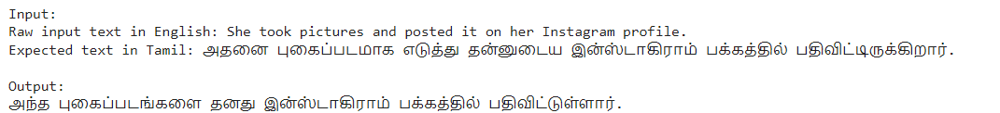 Input:
Raw input text in English: She took pictures and posted it on her Instagram profile.
Expected text in Tamil: அதனை புகைப்படமாக எடுத்து தன்னுடைய இன்ஸ்டாகிராம் பக்கத்தில் பதிவிட்டிருக்கிறார்.
Output:
அந்த புகைப்படங்களை தனது இன்ஸ்டாகிராம் பக்கத்தில் பதிவிட்டுள்ளார்.